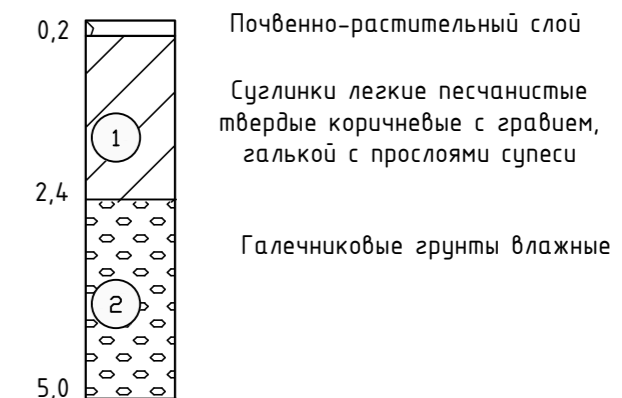 0,2 Почвенно-растительный слой
Суглинки легкие песчанистые
1 твердые коричневые с гравием,
галькой с прослоями супеси
2,4
Галечниковые грунты влажные
2
5,0